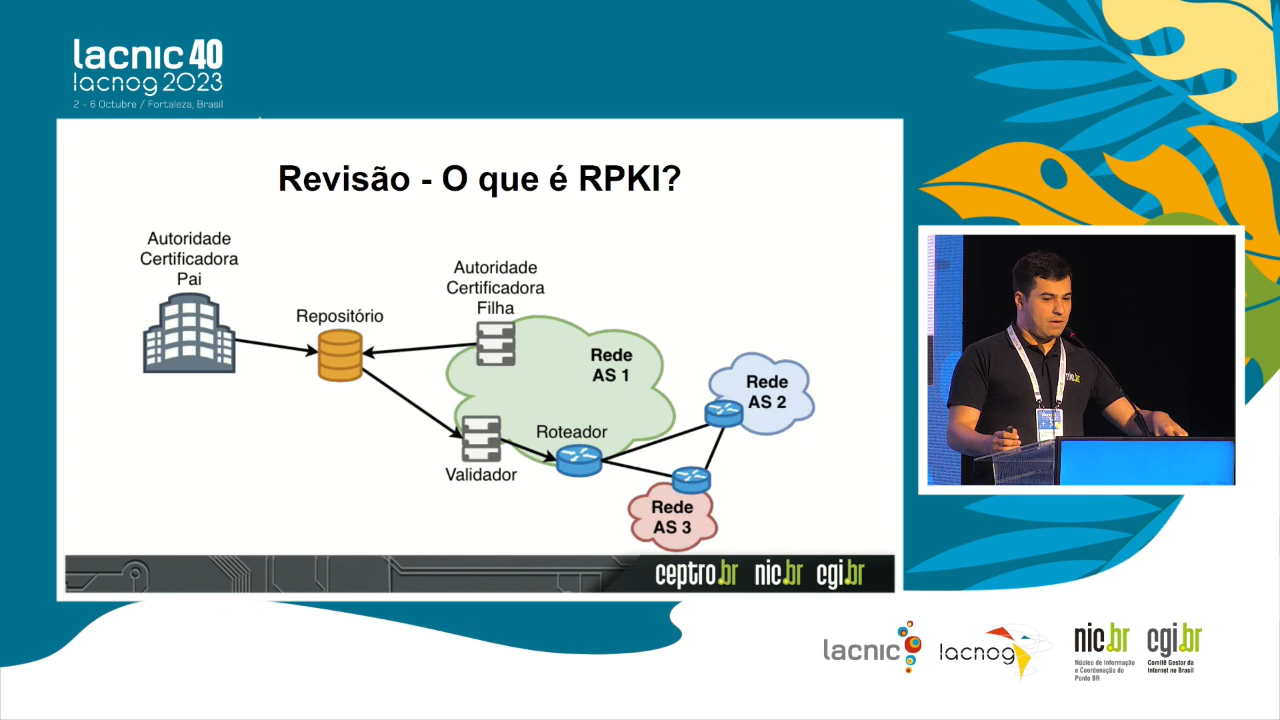 lacnic 40
lacnog 2023
2 - 6 Octubre / Fortaleza, Brasil
Revisão - O que é RPKI?
Autoridade
Certificadora
Pai
Autoridade
Certificadora
Filha
Repositório
Rede
AS 1
Rede
AS 2
Roteador
Validador
Rede
AS 3
ceptro.br nic.br cgi.br
lacnic
lacnog
nic.br
Núcleo de Informação
e Coordenação do
Ponto BR
cgi.br
Comitê Gestor da
Internet no Brasil